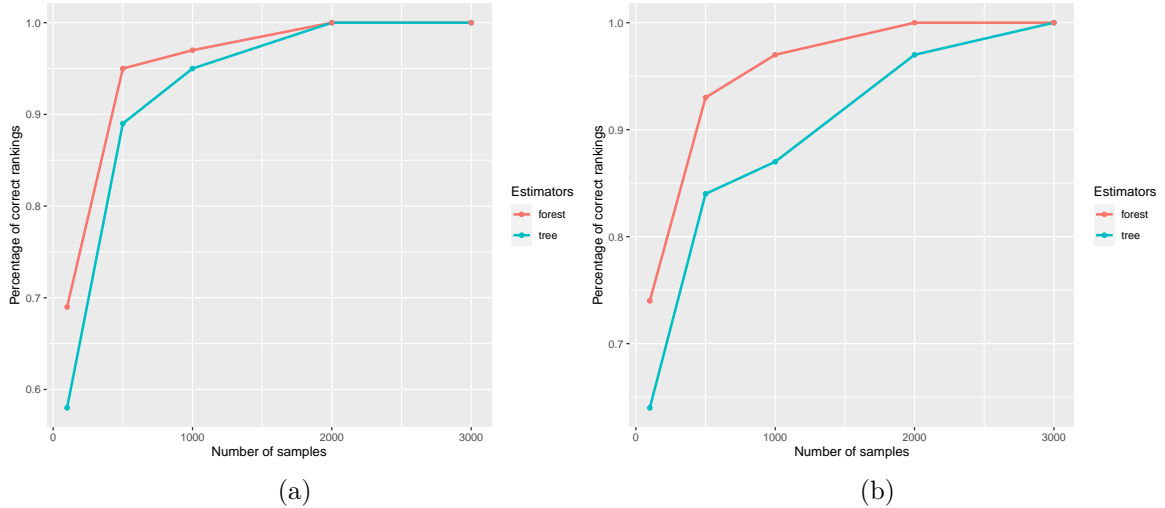 1.0
0.9
0.8
0.7
0.6
Percentage of correct rankings
0
1000
2000
3000
Number of samples
Estimators
forest
tree
(a)
1.0
0.9
0.8
0.7
Percentage of correct rankings
0
1000
2000
3000
Number of samples
Estimators
forest
tree
(b)